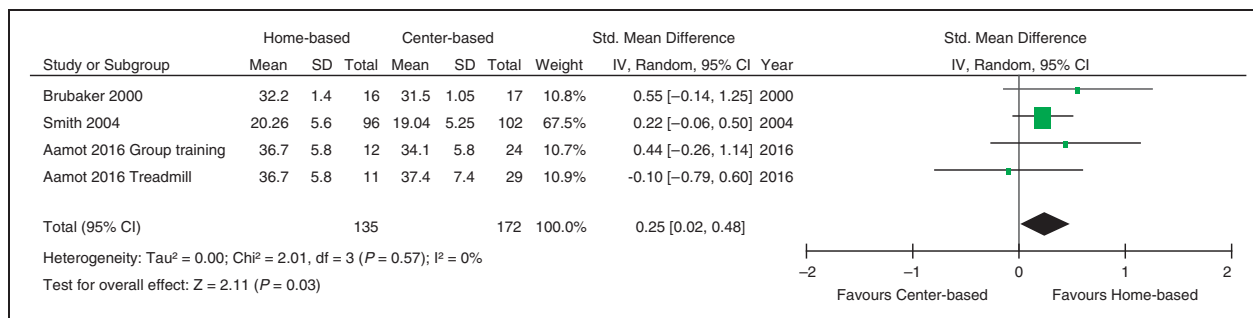 Home-based Center-based Std. Mean Difference Std. Mean Difference
Study or Subgroup Mean SD Total Mean SD Total Weight IV, Random, 95% CI Year IV, Random, 95% CI
Brubaker 2000 32.2 1.4 16 31.5 1.05 17 10.8% 0.55 [−0.14, 1.25] 2000
Smith 2004 20.26 5.6 96 19.04 5.25 102 67.5% 0.22 [−0.06, 0.50] 2004
Aamot 2016 Group training 36.7 5.8 12 34.1 5.8 24 10.7% 0.44 [−0.26, 1.14] 2016
Aamot 2016 Treadmill 36.7 5.8 11 37.4 7.4 29 10.9% -0.10 [−0.79, 0.60] 2016
Total (95% CI) 135 172 100.0% 0.25 [0.02, 0.48]
Heterogeneity: Tau² = 0.00; Chi² = 2.01, df = 3 (P = 0.57); I² = 0%
Test for overall effect: Z = 2.11 (P = 0.03)
−2 −1 0 1 2
Favours Center-based Favours Home-based